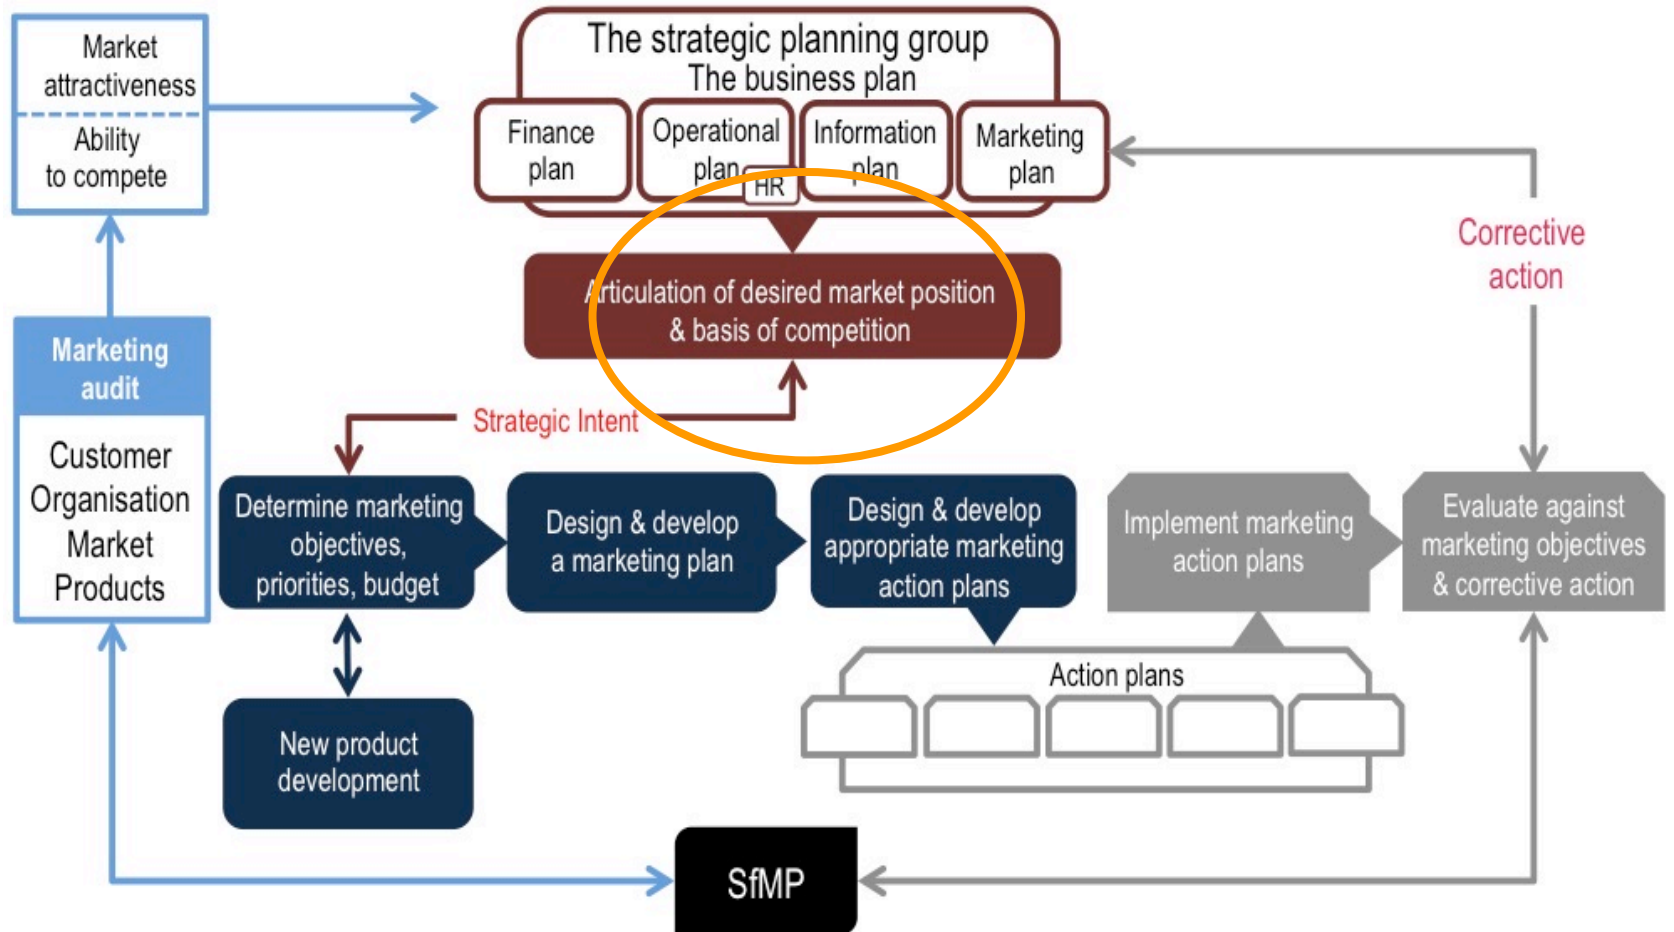 Market
attractiveness
Ability
to compete
The strategic planning group
The business plan
Finance
plan
Operational
plan
HR
Information
plan
Marketing
plan
Corrective
action
Articulation of desired market position
& basis of competition
Marketing
audit
Customer
Organisation
Market
Products
Strategic Intent
Determine marketing
objectives,
priorities, budget
Design & develop
a marketing plan
Design & develop
appropriate marketing
action plans
Implement marketing
action plans
Evaluate against
marketing objectives
& corrective action
Action plans
New product
development
SfMP